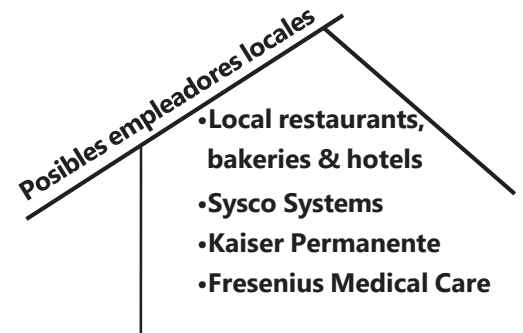 Posibles empleadores locales
•Local restaurants,
bakeries & hotels
•Sysco Systems
•Kaiser Permanente
•Fresenius Medical Care